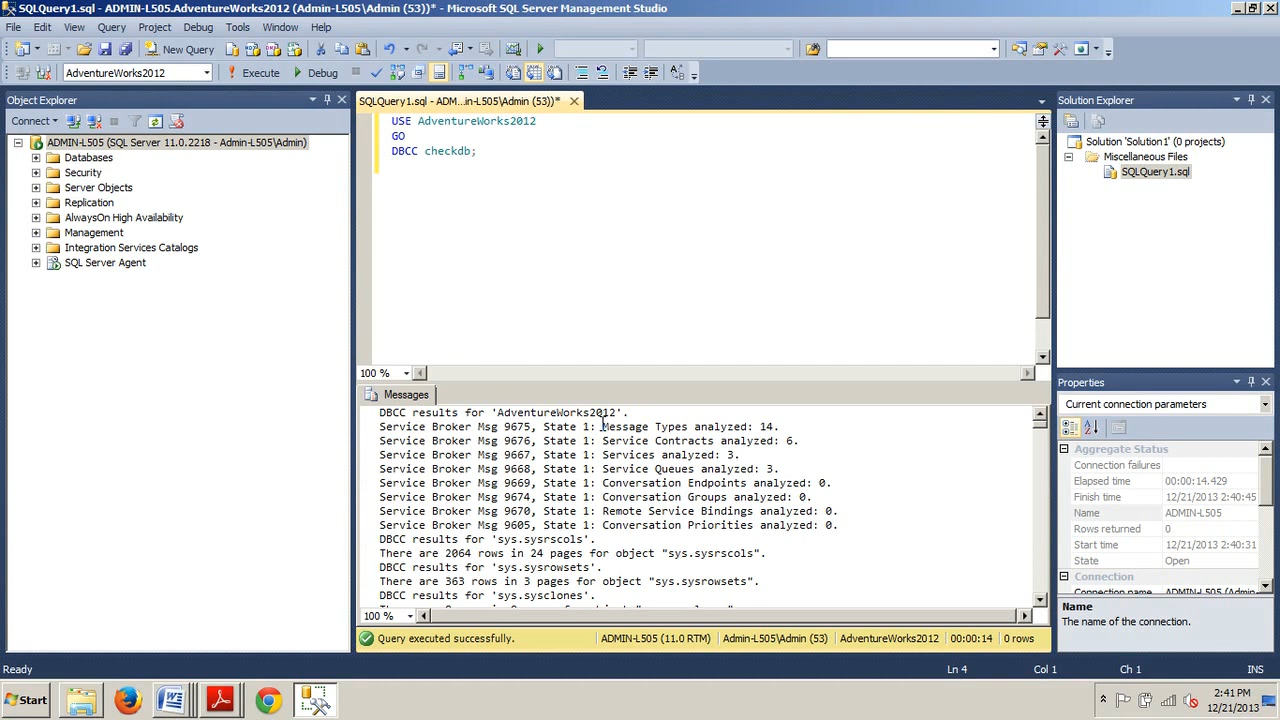 SQLQuery1.sql - ADMIN-L505.AdventureWorks2012 (Admin-L505\Admin (53))* - Microsoft SQL Server Management Studio
File Edit View Query Project Debug Tools Window Help
New Query
AdventureWorks2012 Execute Debug
Object Explorer
Connect
ADMIN-L505 (SQL Server 11.0.2218 - Admin-L505\Admin)
Databases
Security
Server Objects
Replication
AlwaysOn High Availability
Management
Integration Services Catalogs
SQL Server Agent
SQLQuery1.sql - ADM...in-L505\Admin (53))*
USE AdventureWorks2012
GO
DBCC checkdb;
100 %
Messages
DBCC results for 'AdventureWorks2012'.
Service Broker Msg 9675, State 1: Message Types analyzed: 14.
Service Broker Msg 9676, State 1: Service Contracts analyzed: 6.
Service Broker Msg 9667, State 1: Services analyzed: 3.
Service Broker Msg 9668, State 1: Service Queues analyzed: 3.
Service Broker Msg 9669, State 1: Conversation Endpoints analyzed: 0.
Service Broker Msg 9674, State 1: Conversation Groups analyzed: 0.
Service Broker Msg 9670, State 1: Remote Service Bindings analyzed: 0.
Service Broker Msg 9605, State 1: Conversation Priorities analyzed: 0.
DBCC results for 'sys.sysrscols'.
There are 2064 rows in 24 pages for object "sys.sysrscols".
DBCC results for 'sys.sysrowsets'.
There are 363 rows in 3 pages for object "sys.sysrowsets".
DBCC results for 'sys.sysclones'.
100 %
Query executed successfully. ADMIN-L505 (11.0 RTM) Admin-L505\Admin (53) AdventureWorks2012 00:00:14 0 rows
Solution Explorer
Solution 'Solution1' (0 projects)
Miscellaneous Files
SQLQuery1.sql
Properties
Current connection parameters
Aggregate Status
Connection failures
Elapsed time 00:00:14.429
Finish time 12/21/2013 2:40:45
Name ADMIN-L505
Rows returned 0
Start time 12/21/2013 2:40:31
State Open
Connection
Connection name ADMIN-L505 (Admin
Name
The name of the connection.
Ready Ln 4 Col 1 Ch 1 INS
Start 2:41 PM
12/21/2013